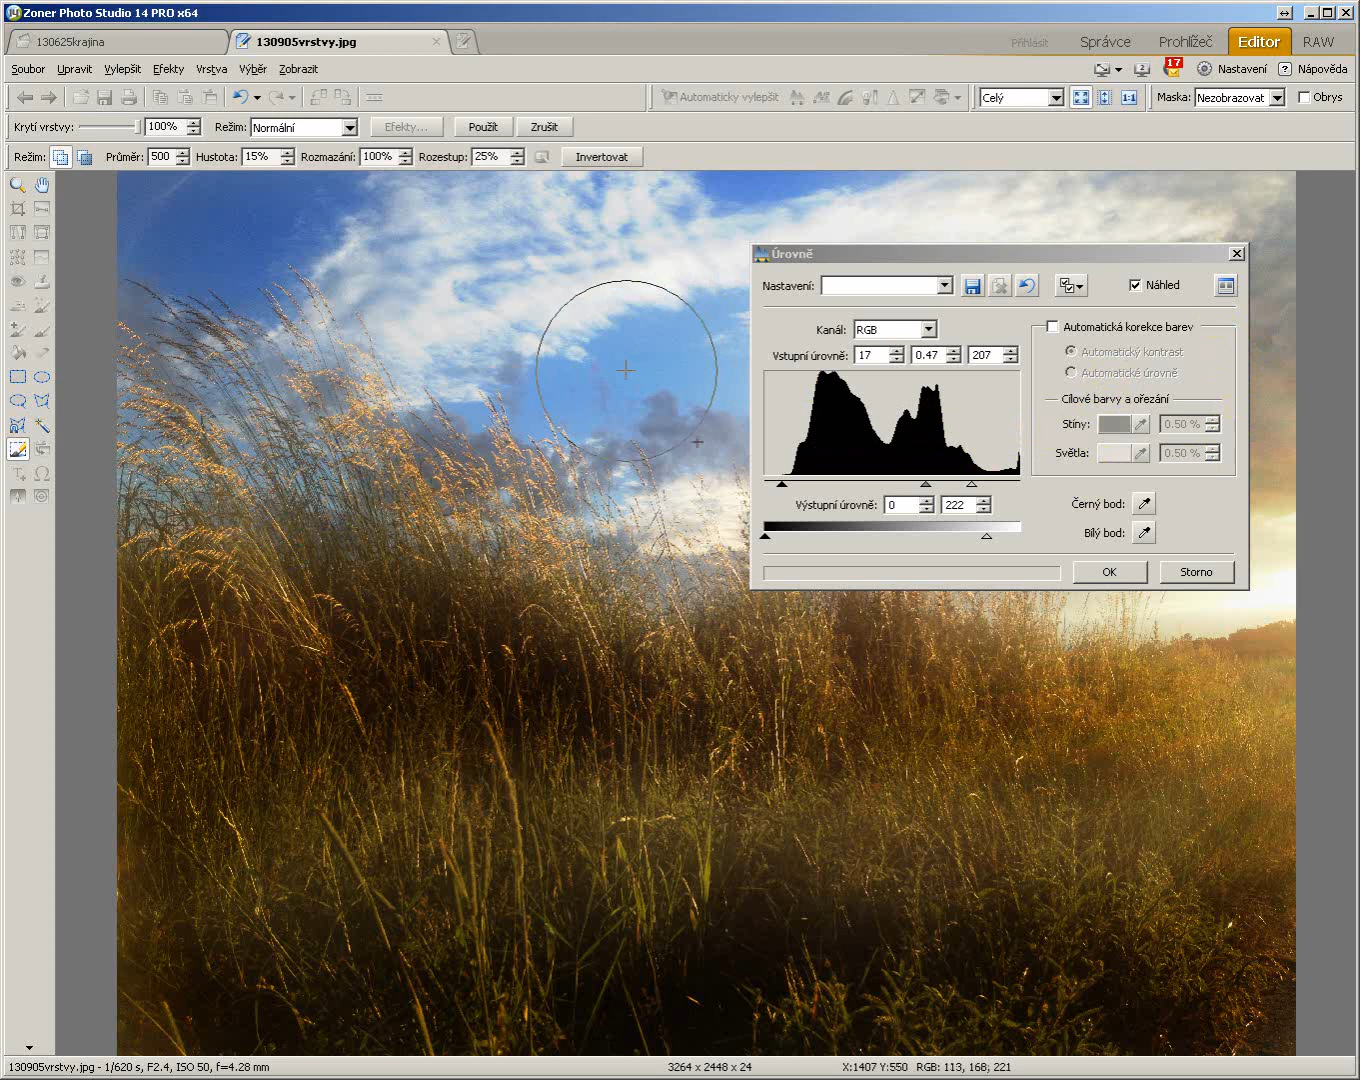 Zoner Photo Studio 14 PRO x64
130625krajina
130905vrstvy.jpg
Přihlásit
Správce
Prohlížeč
Editor
RAW
Soubor Upravit Vylepšit Efekty Vrstva Výběr Zobrazit
2
17
Nastavení
? Nápověda
Automaticky vylepšit
Celý
1:1
Maska: Nezobrazovat
Obrys
Krytí vrstvy: 100% Režim: Normální Efekty... Použít Zrušit
Režim: Průměr: 500 Hustota: 15% Rozmazání: 100% Rozestup: 25% Invertovat
Úrovně
Nastavení:
Náhled
Kanál: RGB
Vstupní úrovně: 17 0.47 207
Výstupní úrovně: 0 222
Automatická korekce barev
Automatický kontrast
Automatické úrovně
Cílové barvy a ořezání
Stíny: 0.50 %
Světla: 0.50 %
Černý bod:
Bílý bod:
OK Storno
130905vrstvy.jpg - 1/620 s, F2.4, ISO 50, f=4.28 mm
3264 x 2448 x 24
X:1407 Y:550 RGB: 113, 168, 221